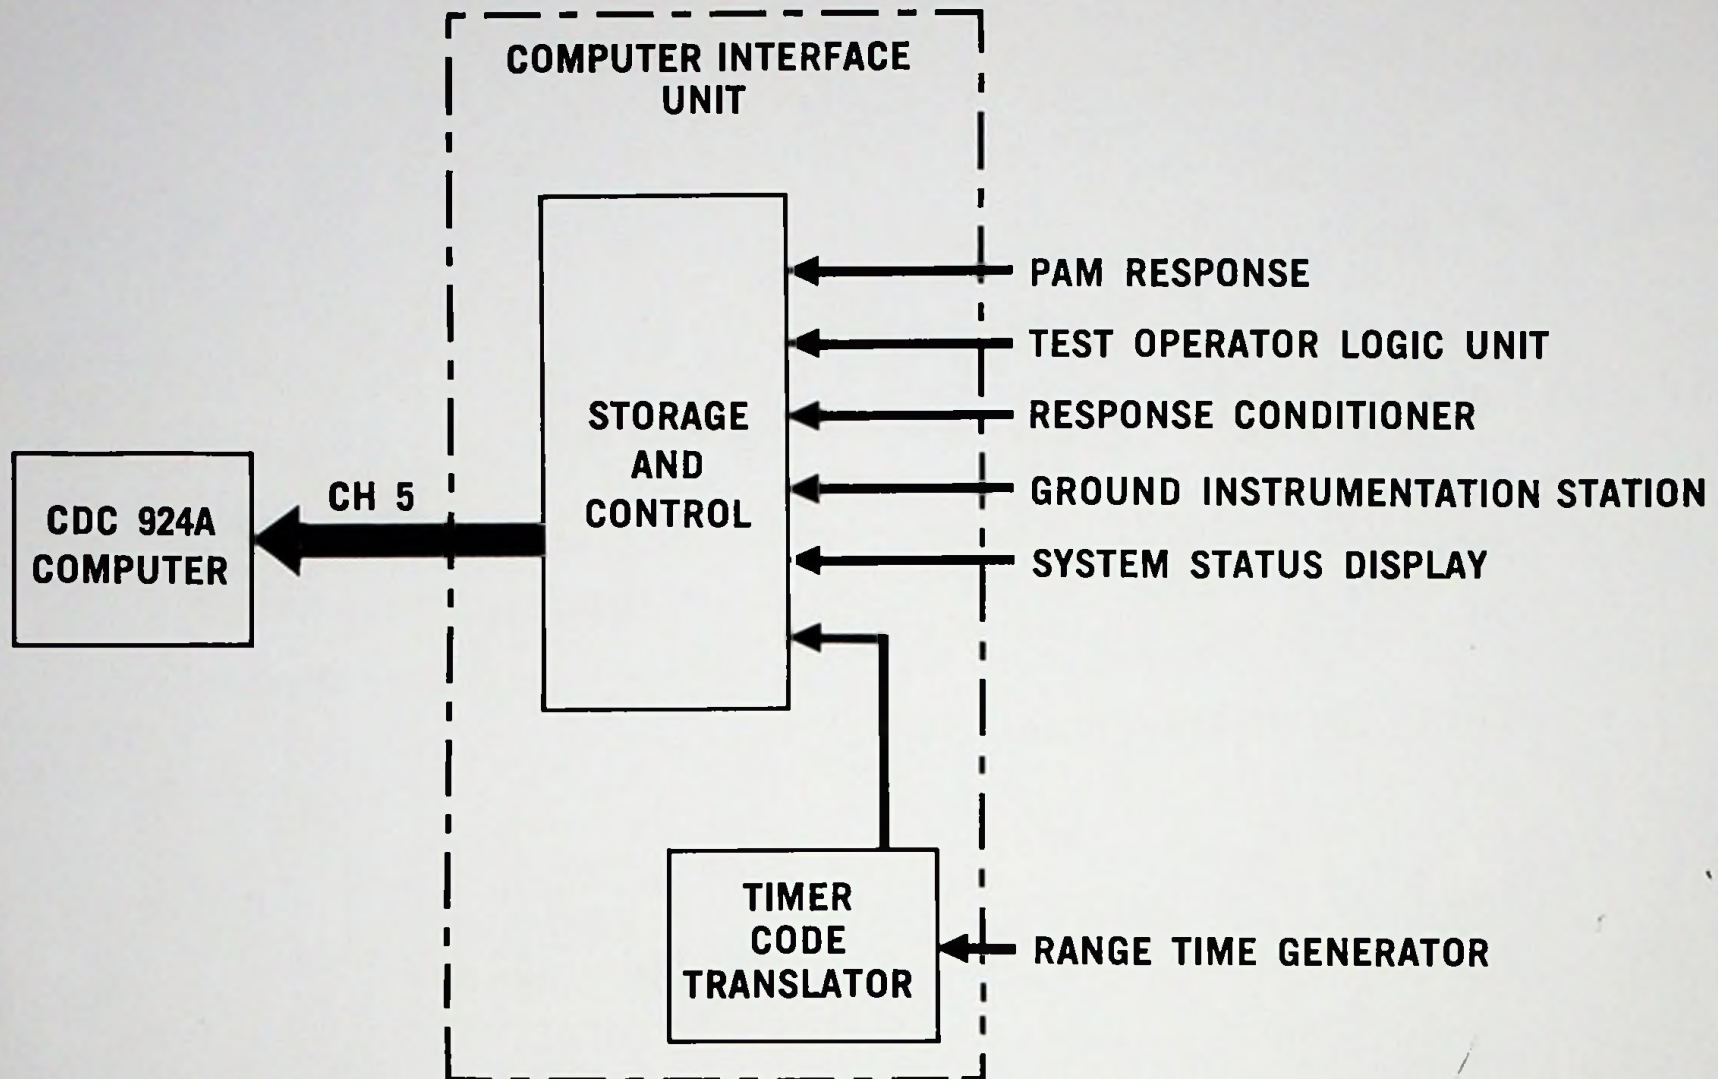 COMPUTER INTERFACE
UNIT
PAM RESPONSE
TEST OPERATOR LOGIC UNIT
RESPONSE CONDITIONER
GROUND INSTRUMENTATION STATION
SYSTEM STATUS DISPLAY
STORAGE
AND
CONTROL
CH 5
CDC 924A
COMPUTER
TIMER
CODE
TRANSLATOR
RANGE TIME GENERATOR